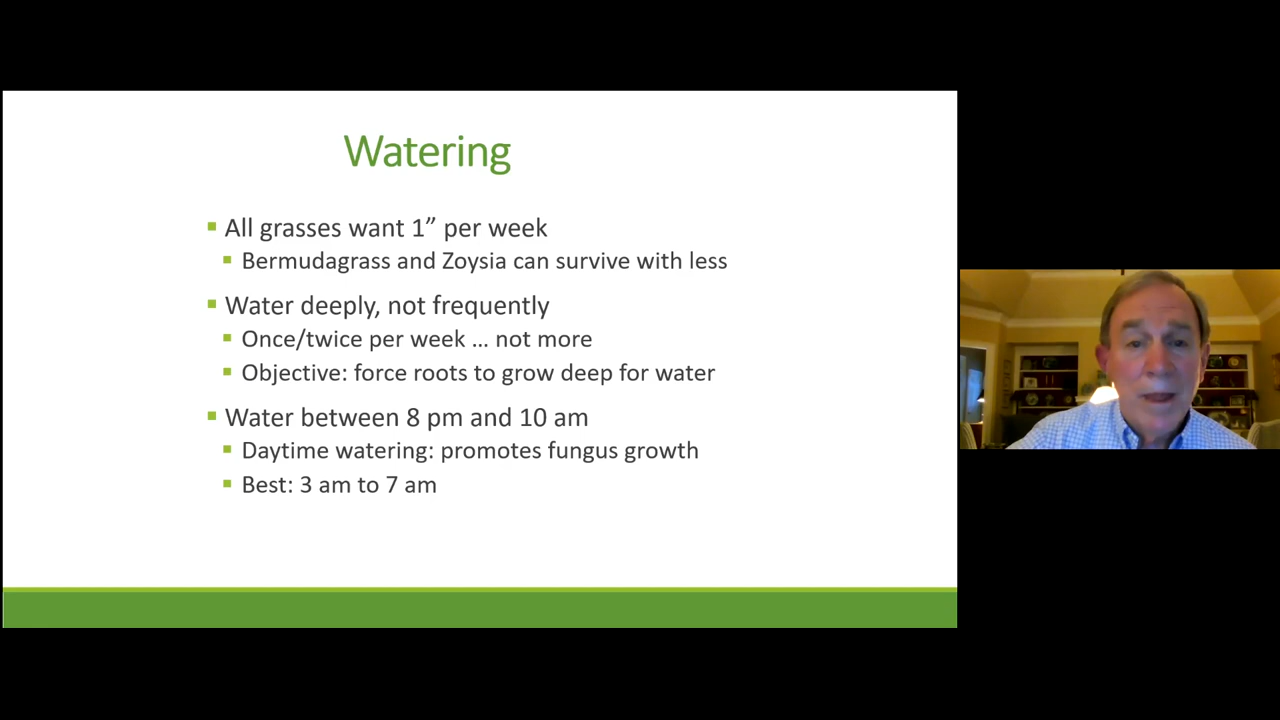 Watering
All grasses want 1” per week
Bermudagrass and Zoysia can survive with less
Water deeply, not frequently
Once/twice per week … not more
Objective: force roots to grow deep for water
Water between 8 pm and 10 am
Daytime watering: promotes fungus growth
Best: 3 am to 7 am